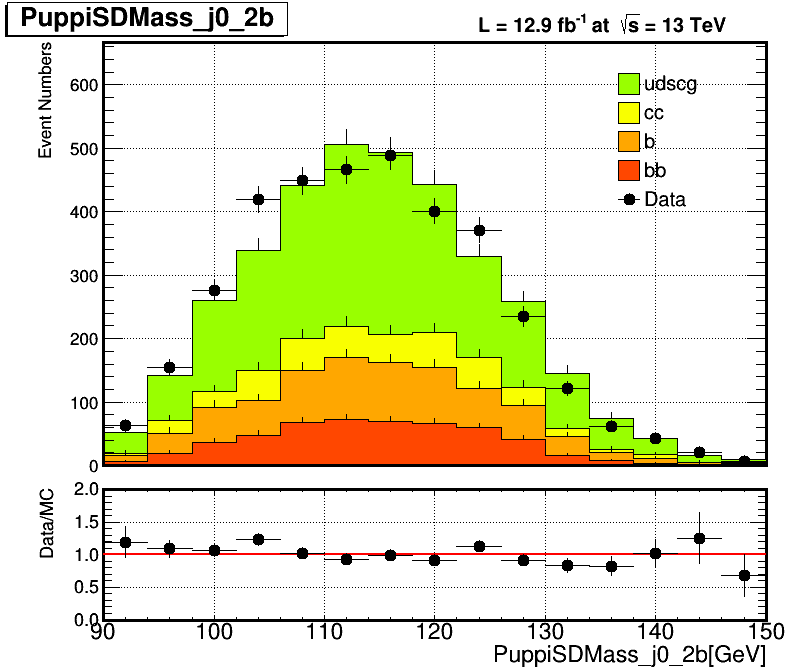 PuppiSDMass_j0_2b
L = 12.9 fb-1 at √s = 13 TeV
Event Numbers
600
500
400
300
200
100
0
udscg
cc
b
bb
Data
Data/MC
2.0
1.5
1.0
0.5
0.0
90 100 110 120 130 140 150
PuppiSDMass_j0_2b[GeV]